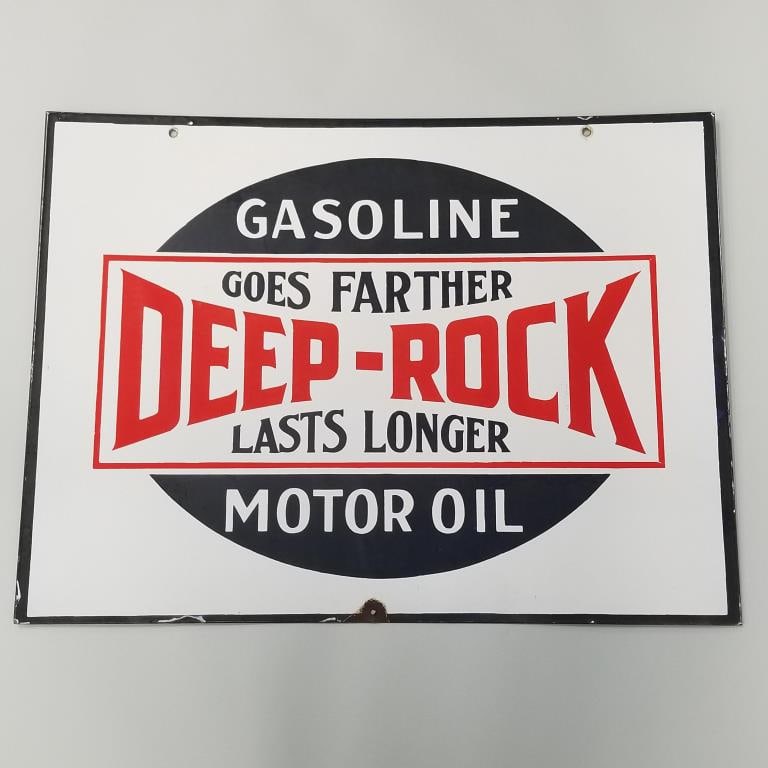 GASOLINE
GOES FARTHER
DEEP-ROCK
LASTS LONGER
MOTOR OIL